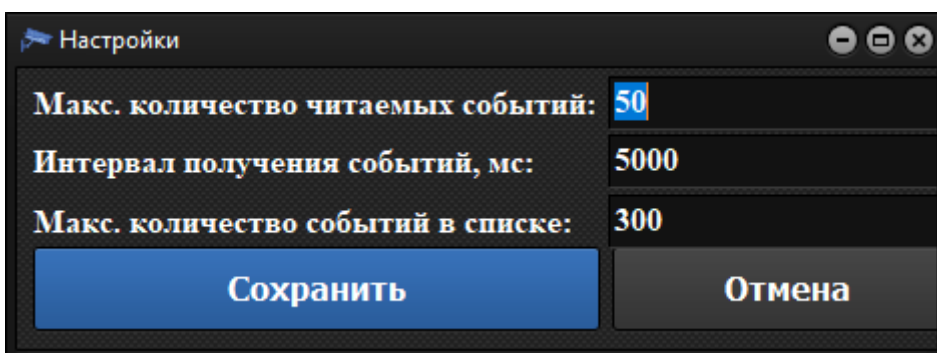 Настройки
Макс. количество читаемых событий: 50
Интервал получения событий, мс: 5000
Макс. количество событий в списке: 300
Сохранить Отмена